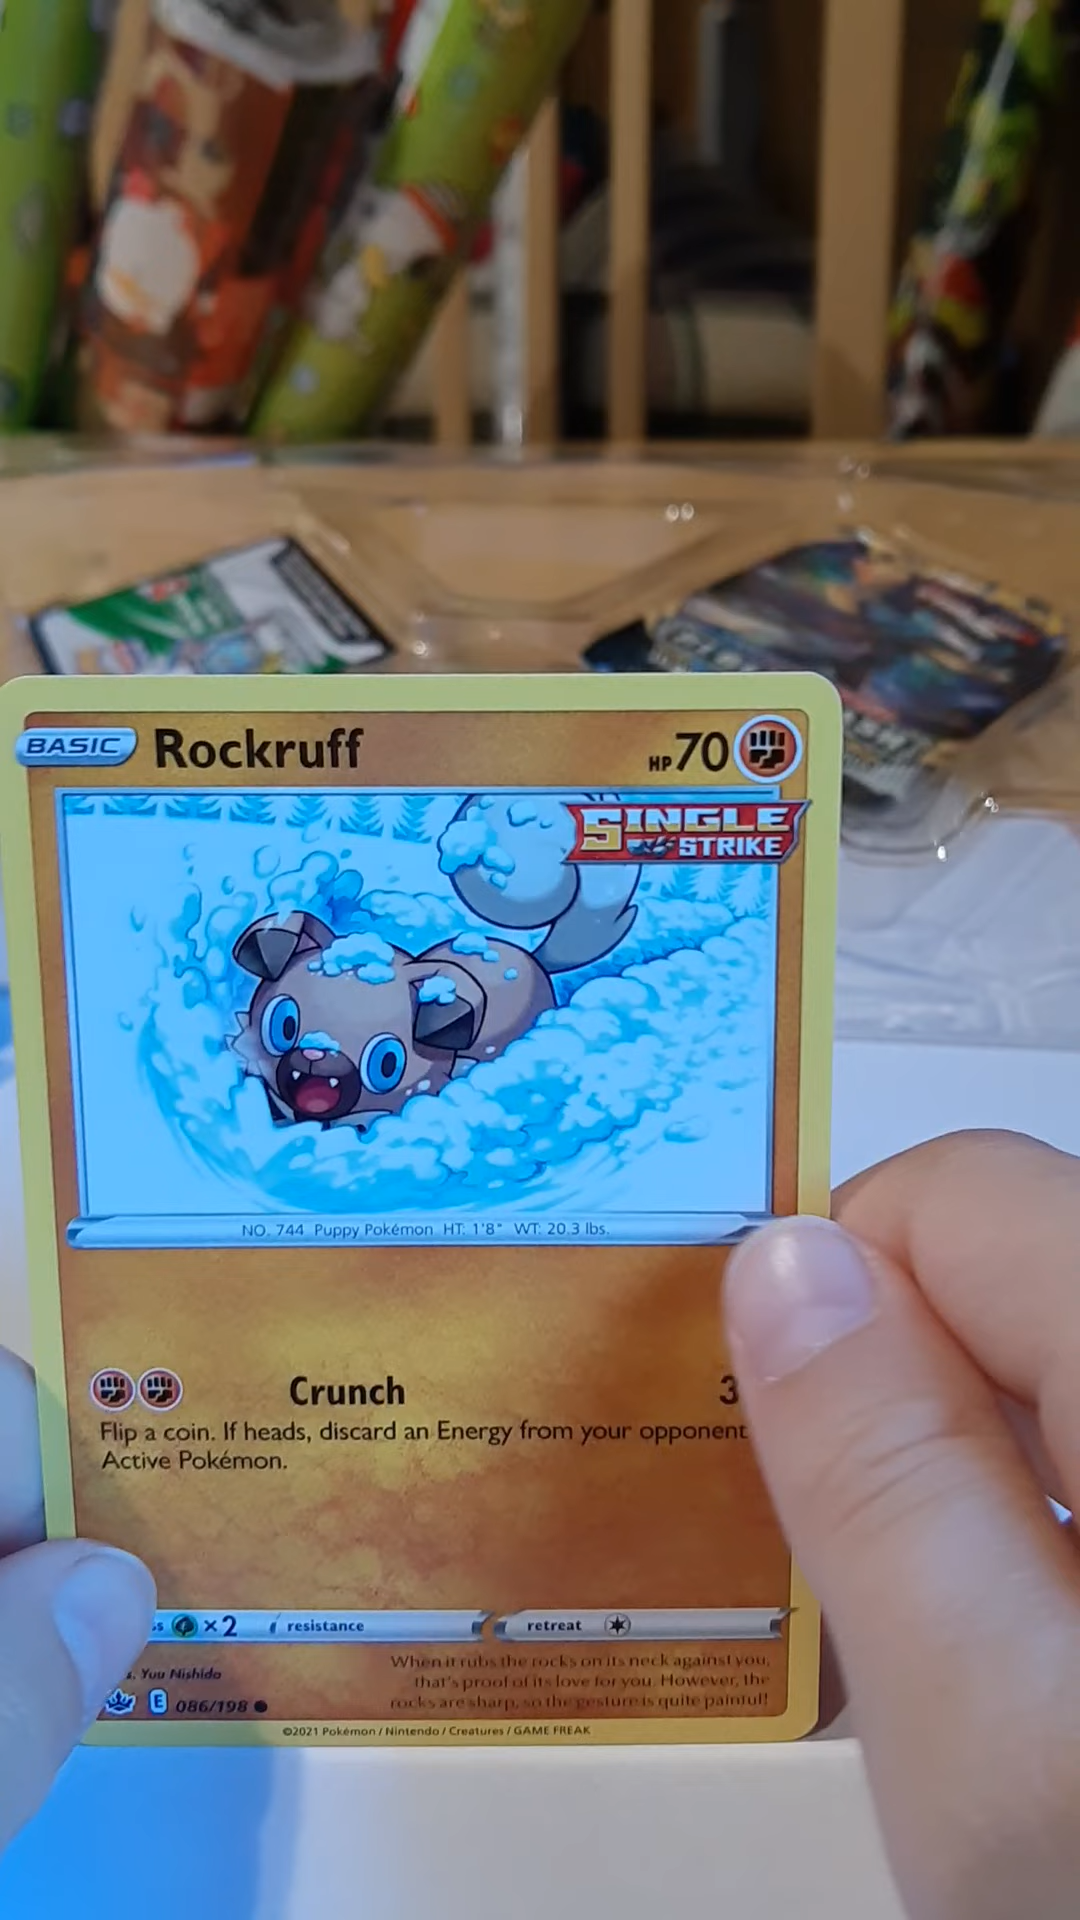 BASIC Rockruff HP 70
SINGLE
STRIKE
NO. 744 Puppy Pokémon HT: 1'8" WT: 20.3 lbs.
Crunch 3
Flip a coin. If heads, discard an Energy from your opponent
Active Pokémon.
×2 resistance retreat
Yuu Nishida
When it rubs the rocks on its neck against you,
that's proof of its love for you. However, the
rocks are sharp, so the gesture is quite painful!
E 086/198
©2021 Pokémon / Nintendo / Creatures / GAME FREAK